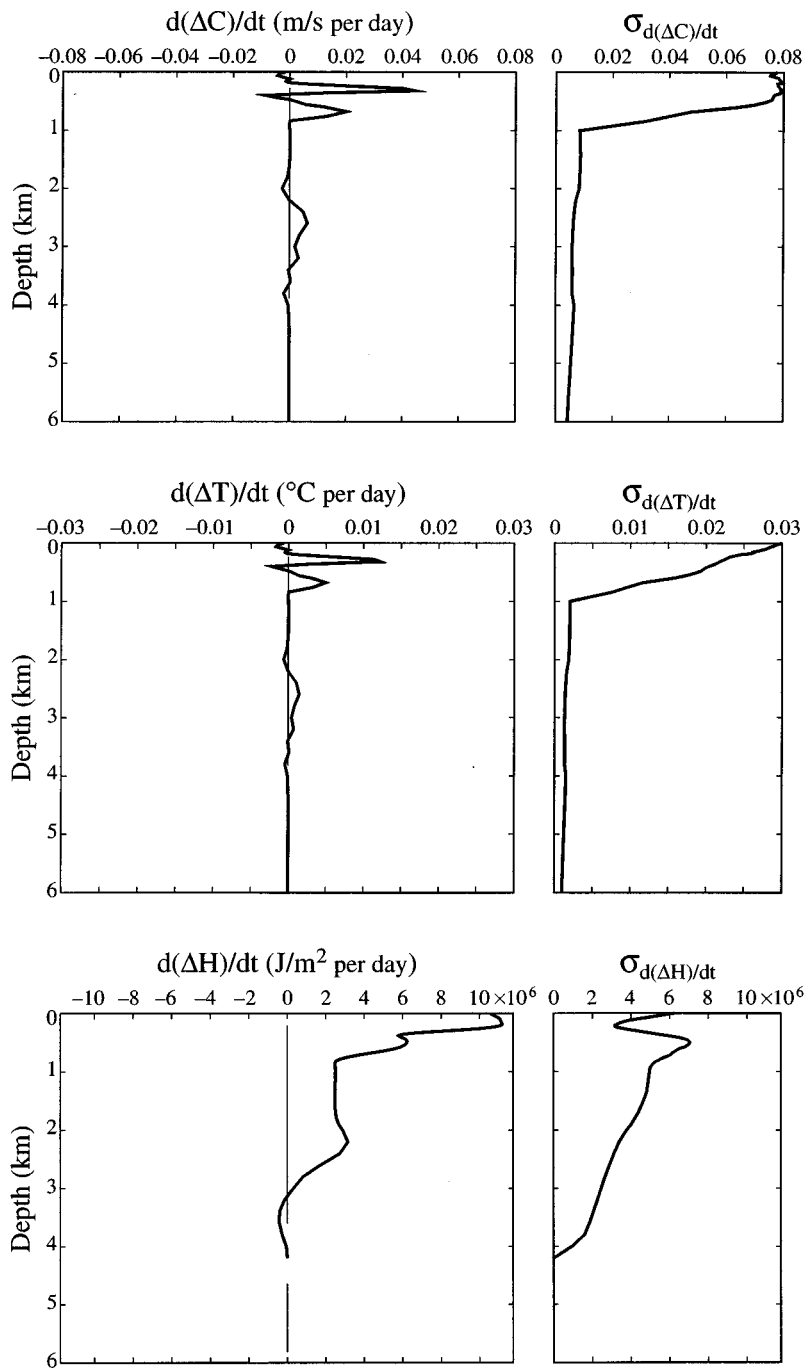 d(ΔC)/dt (m/s per day)
−0.08 −0.06 −0.04 −0.02 0 0.02 0.04 0.06 0.08
0
1
2
3
4
5
6
Depth (km)
σd(ΔC)/dt
0 0.02 0.04 0.06 0.08
d(ΔT)/dt (°C per day)
−0.03 −0.02 −0.01 0 0.01 0.02 0.03
0
1
2
3
4
5
6
Depth (km)
σd(ΔT)/dt
0 0.01 0.02 0.03
d(ΔH)/dt (J/m² per day)
−10 −8 −6 −4 −2 0 2 4 6 8 10×10⁶
0
1
2
3
4
5
6
Depth (km)
σd(ΔH)/dt
0 2 4 6 8 10×10⁶